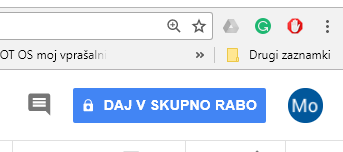 OT OS moj vprašaln
»
Drugi zaznamki
DAJ V SKUPNO RABO
Mo